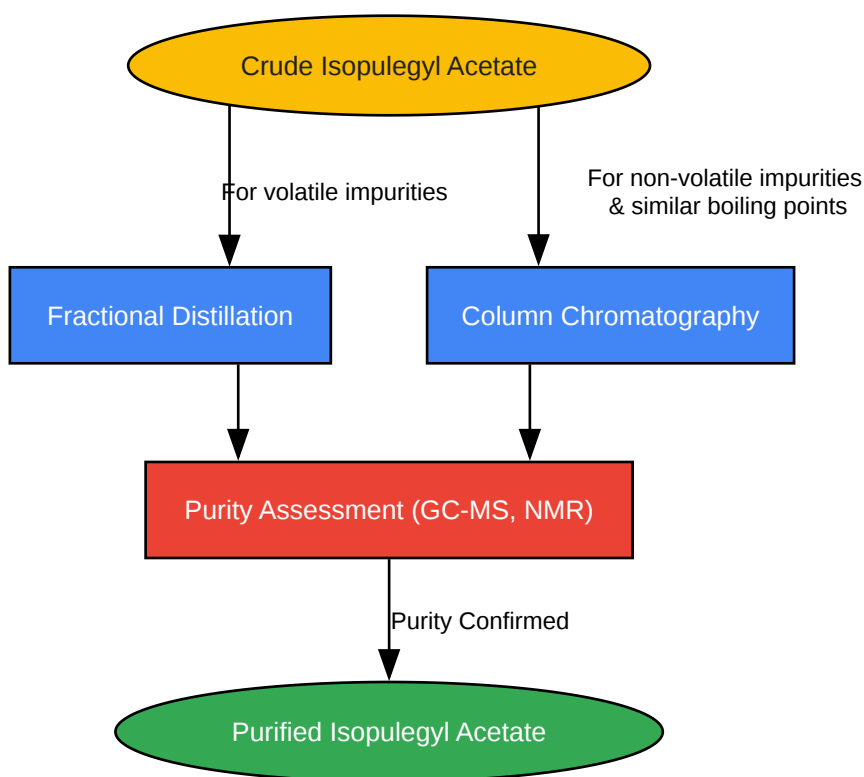 Crude Isopulegyl Acetate
For volatile impurities
For non-volatile impurities
& similar boiling points
Fractional Distillation
Column Chromatography
Purity Assessment (GC-MS, NMR)
Purity Confirmed
Purified Isopulegyl Acetate